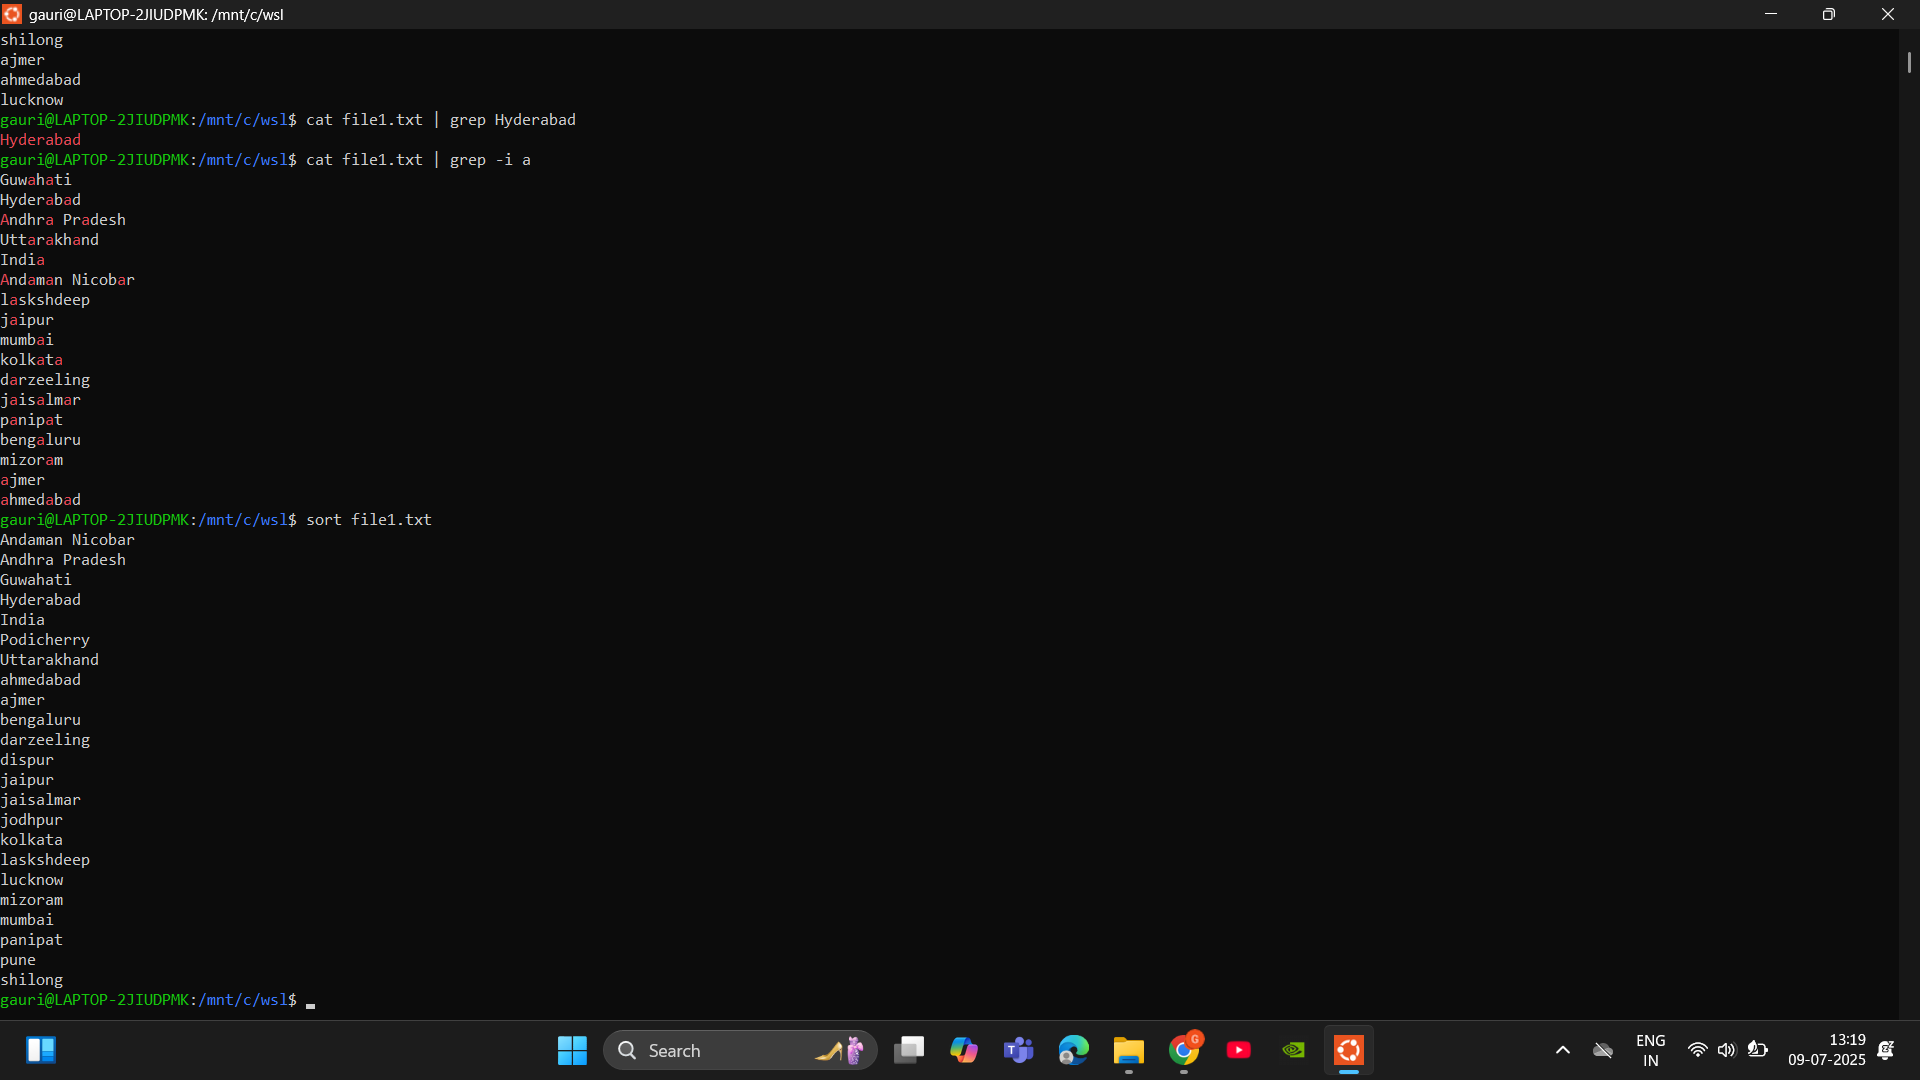 gauri@LAPTOP-2JIUDPMK: /mnt/c/wsl
shilong
ajmer
ahmedabad
lucknow
gauri@LAPTOP-2JIUDPMK:/mnt/c/wsl$ cat file1.txt | grep Hyderabad
Hyderabad
gauri@LAPTOP-2JIUDPMK:/mnt/c/wsl$ cat file1.txt | grep -i a
Guwahati
Hyderabad
Andhra Pradesh
Uttarakhand
India
Andaman Nicobar
laskshdeep
jaipur
mumbai
kolkata
darzeeling
jaisalmar
panipat
bengaluru
mizoram
ajmer
ahmedabad
gauri@LAPTOP-2JIUDPMK:/mnt/c/wsl$ sort file1.txt
Andaman Nicobar
Andhra Pradesh
Guwahati
Hyderabad
India
Podicherry
Uttarakhand
ahmedabad
ajmer
bengaluru
darzeeling
dispur
jaipur
jaisalmar
jodhpur
kolkata
laskshdeep
lucknow
mizoram
mumbai
panipat
pune
shilong
gauri@LAPTOP-2JIUDPMK:/mnt/c/wsl$
Search
G
ENG
IN
13:19
09-07-2025